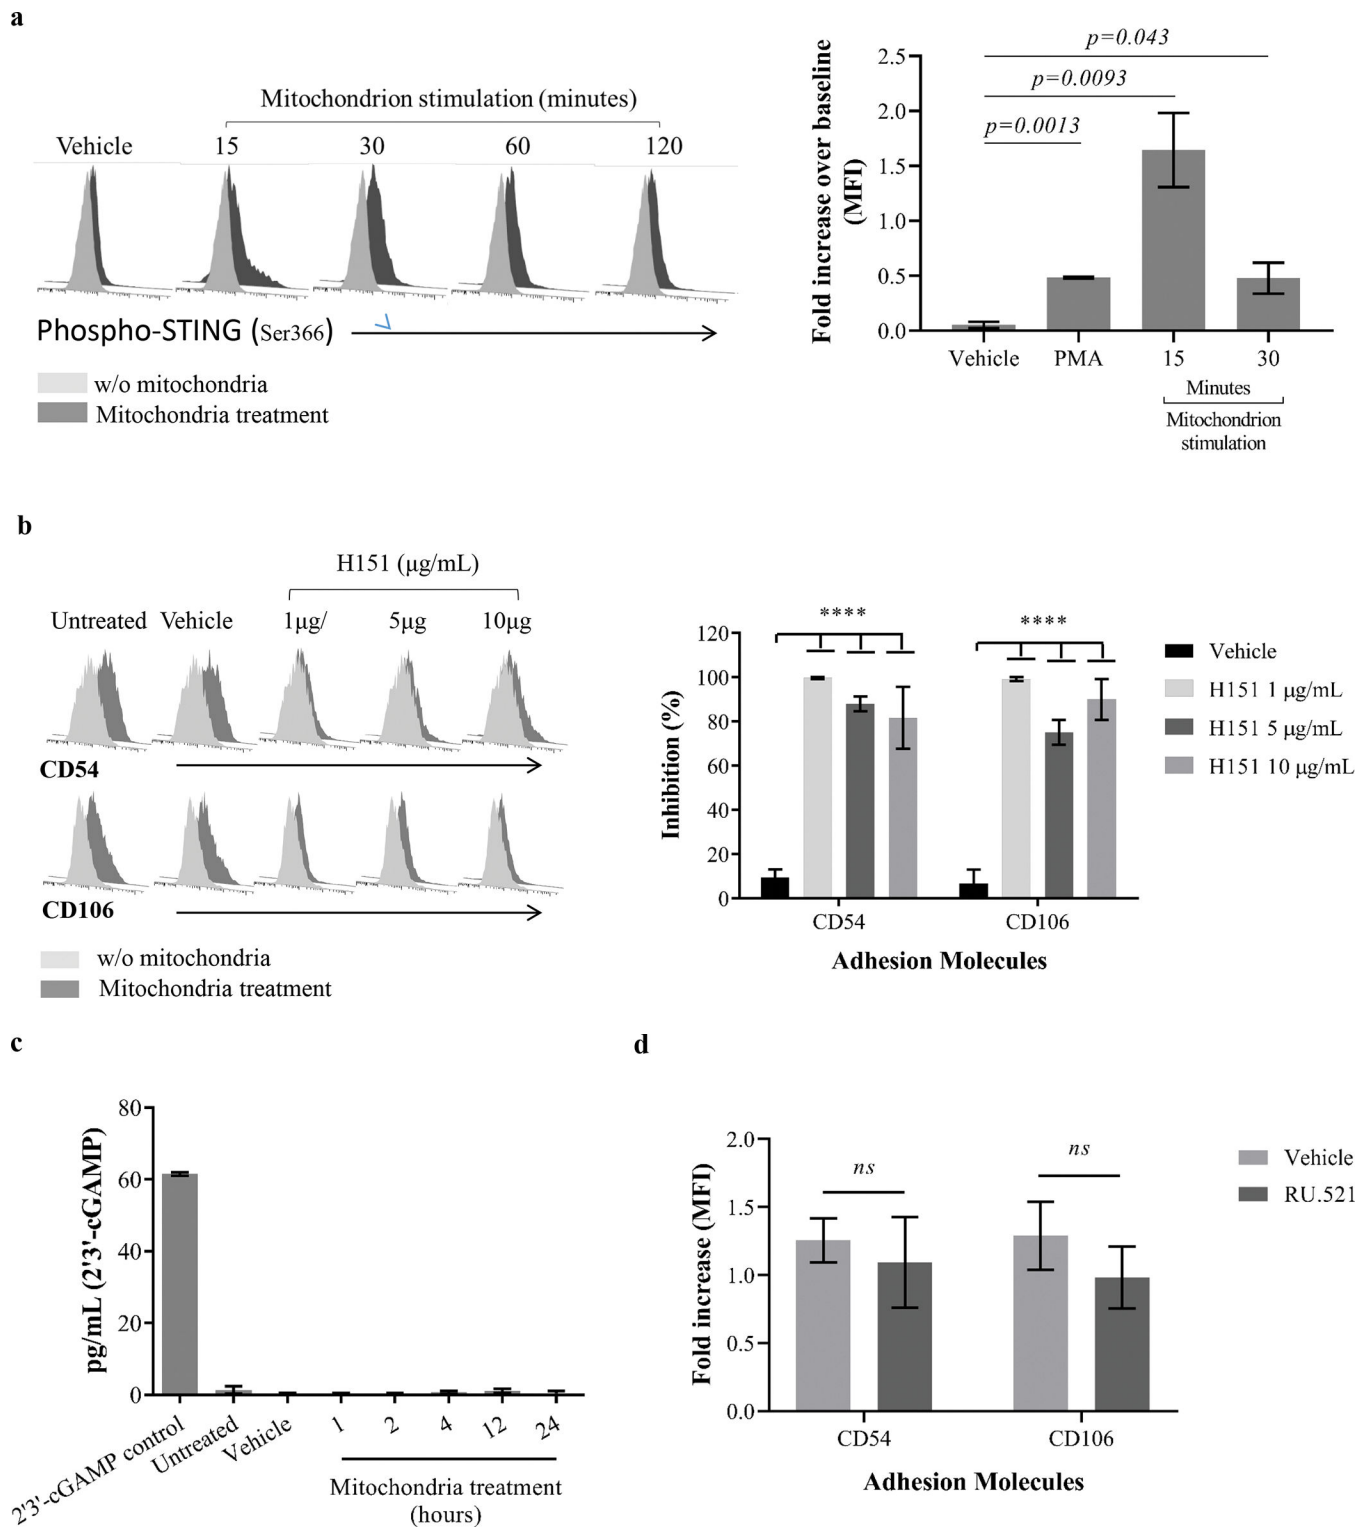 a
Mitochondrion stimulation (minutes)
Vehicle 15 30 60 120
Phospho-STING (Ser366)
w/o mitochondria
Mitochondria treatment
Fold increase over baseline
(MFI)
2.5
2.0
1.5
1.0
0.5
0.0
p=0.043
p=0.0093
p=0.0013
Vehicle PMA 15 30
Minutes
Mitochondrion
stimulation
b
H151 (μg/mL)
Untreated Vehicle 1μg/ 5μg 10μg
CD54
CD106
w/o mitochondria
Mitochondria treatment
Inhibition (%)
120
100
80
60
40
20
0
**** ****
CD54 CD106
Adhesion Molecules
Vehicle
H151 1 μg/mL
H151 5 μg/mL
H151 10 μg/mL
c
pg/mL (2'3'-cGAMP)
80
60
40
20
0
2'3'-cGAMP control Untreated Vehicle 1 2 4 12 24
Mitochondria treatment
(hours)
d
Fold increase (MFI)
2.0
1.5
1.0
0.5
0.0
ns ns
CD54 CD106
Adhesion Molecules
Vehicle
RU.521